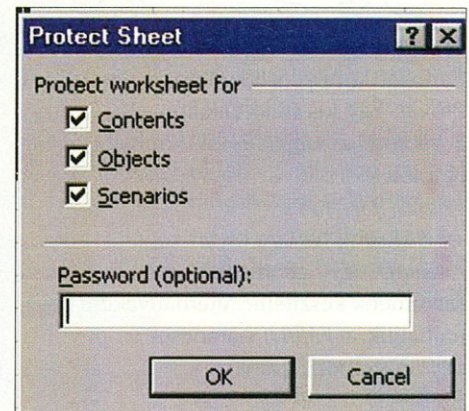 Protect Sheet ? ×
Protect worksheet for
Contents
Objects
Scenarios
Password (optional):
OK Cancel